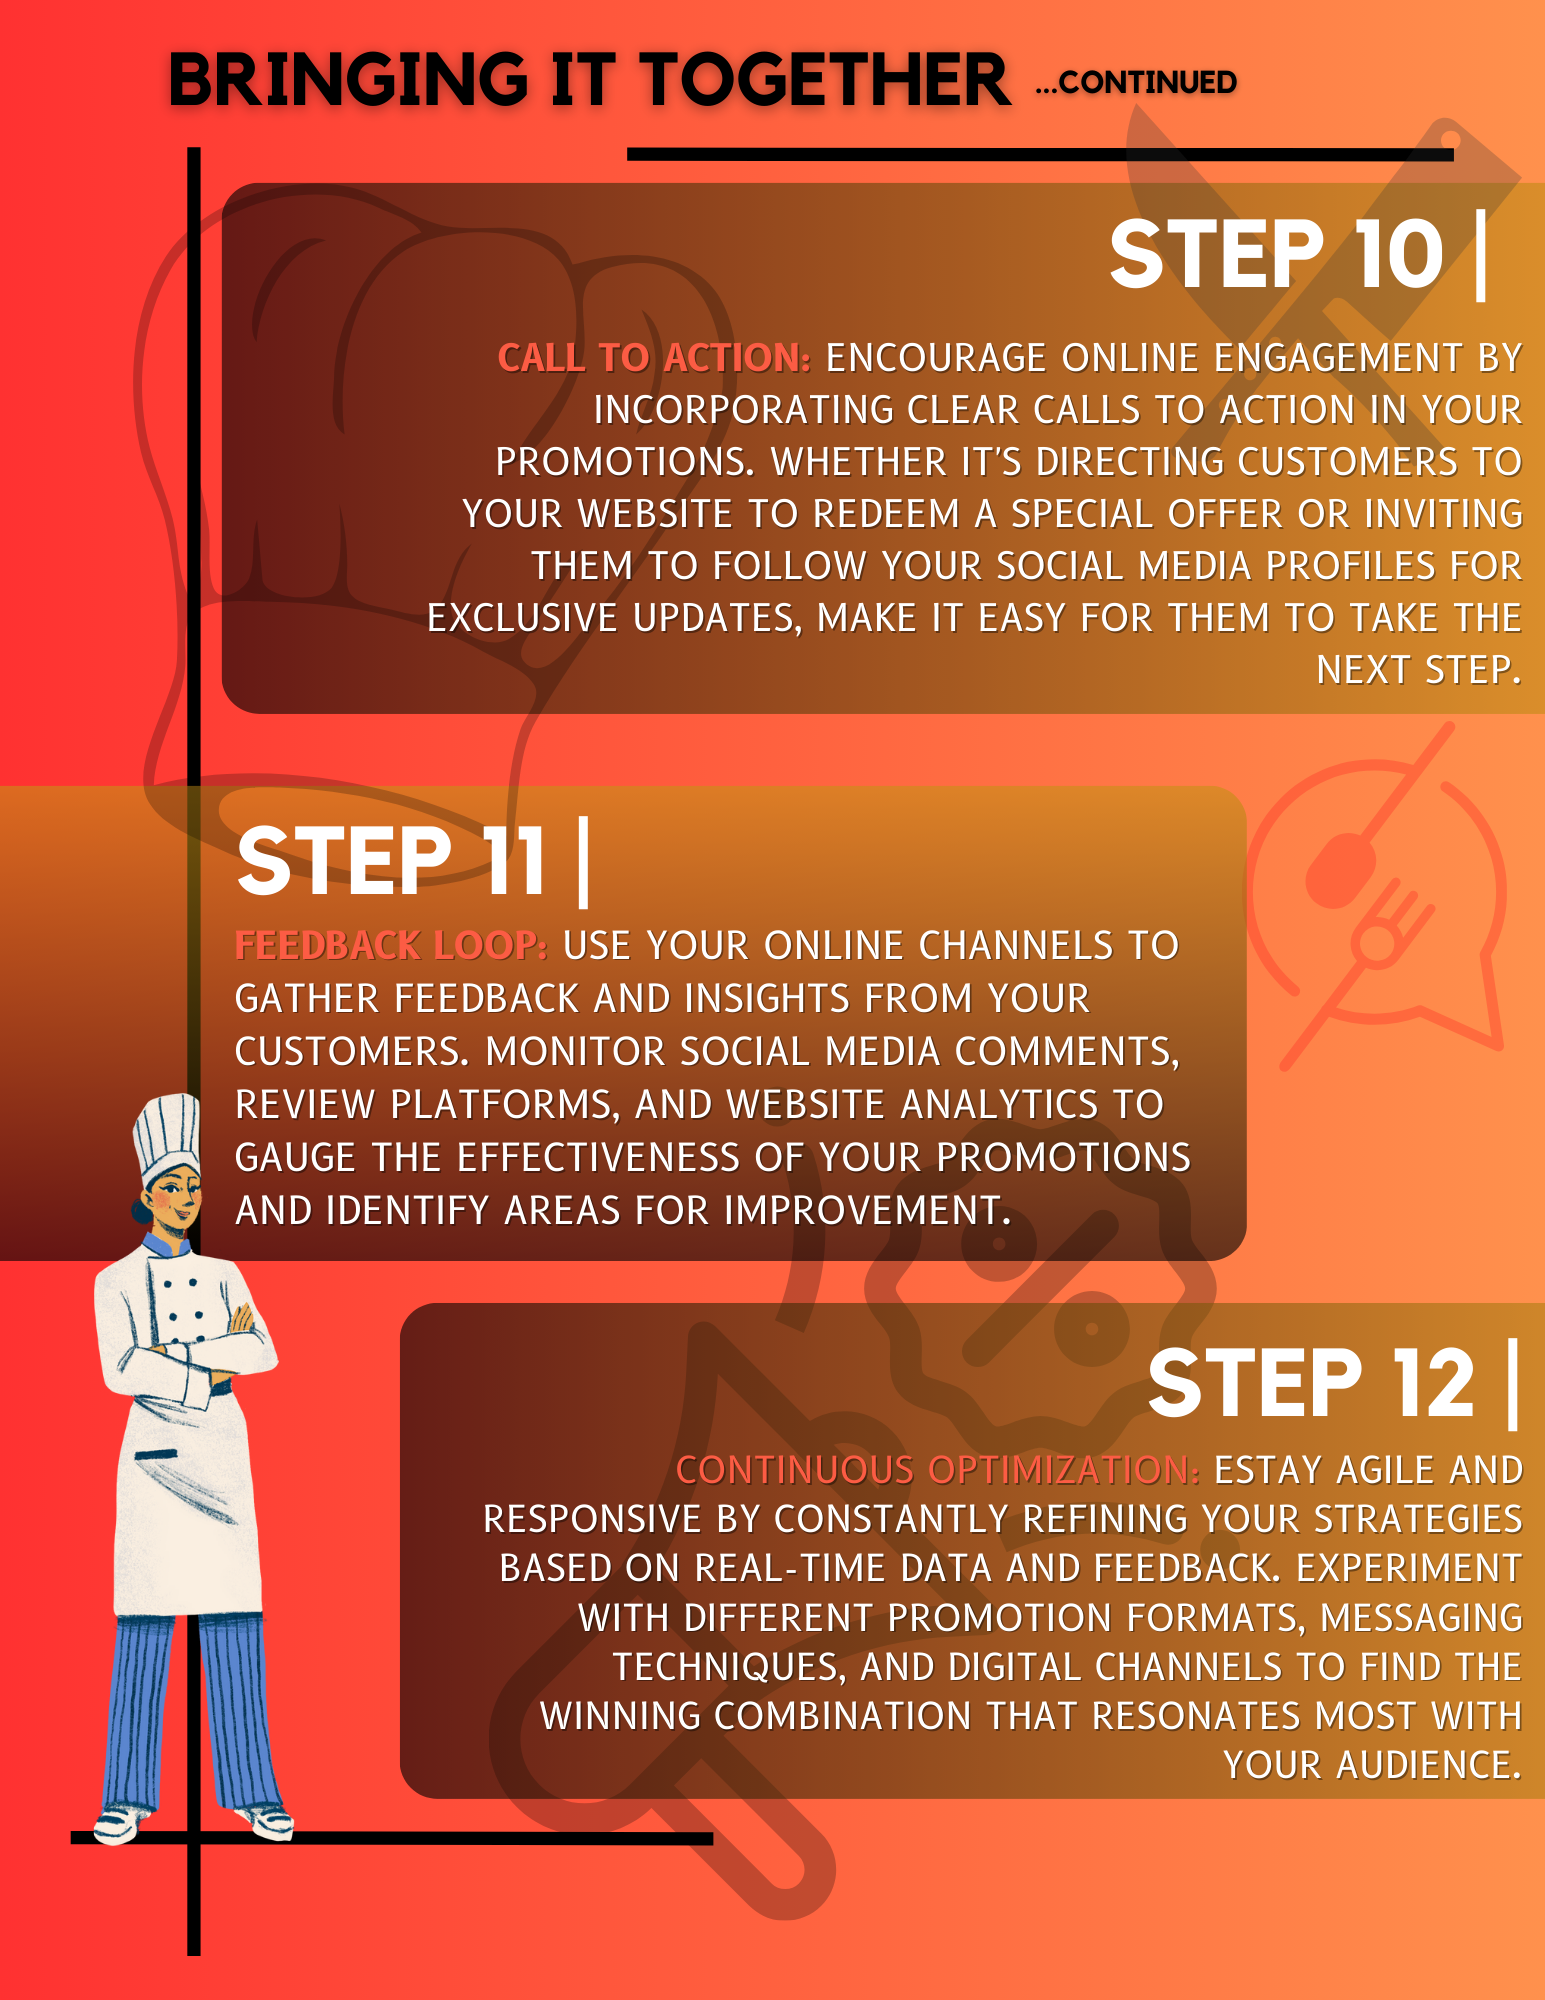 BRINGING IT TOGETHER ...CONTINUED
STEP 10 |
CALL TO ACTION: ENCOURAGE ONLINE ENGAGEMENT BY
INCORPORATING CLEAR CALLS TO ACTION IN YOUR
PROMOTIONS. WHETHER IT'S DIRECTING CUSTOMERS TO
YOUR WEBSITE TO REDEEM A SPECIAL OFFER OR INVITING
THEM TO FOLLOW YOUR SOCIAL MEDIA PROFILES FOR
EXCLUSIVE UPDATES, MAKE IT EASY FOR THEM TO TAKE THE
NEXT STEP.
STEP 11 |
FEEDBACK LOOP: USE YOUR ONLINE CHANNELS TO
GATHER FEEDBACK AND INSIGHTS FROM YOUR
CUSTOMERS. MONITOR SOCIAL MEDIA COMMENTS,
REVIEW PLATFORMS, AND WEBSITE ANALYTICS TO
GAUGE THE EFFECTIVENESS OF YOUR PROMOTIONS
AND IDENTIFY AREAS FOR IMPROVEMENT.
STEP 12 |
CONTINUOUS OPTIMIZATION: ESTAY AGILE AND
RESPONSIVE BY CONSTANTLY REFINING YOUR STRATEGIES
BASED ON REAL-TIME DATA AND FEEDBACK. EXPERIMENT
WITH DIFFERENT PROMOTION FORMATS, MESSAGING
TECHNIQUES, AND DIGITAL CHANNELS TO FIND THE
WINNING COMBINATION THAT RESONATES MOST WITH
YOUR AUDIENCE.